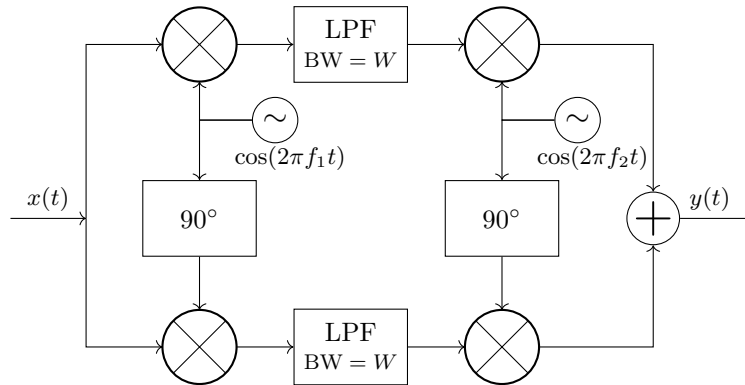 LPF
BW = W
∼
cos(2πf₁t)
∼
cos(2πf₂t)
x(t)
90°
90°
+
y(t)
LPF
BW = W